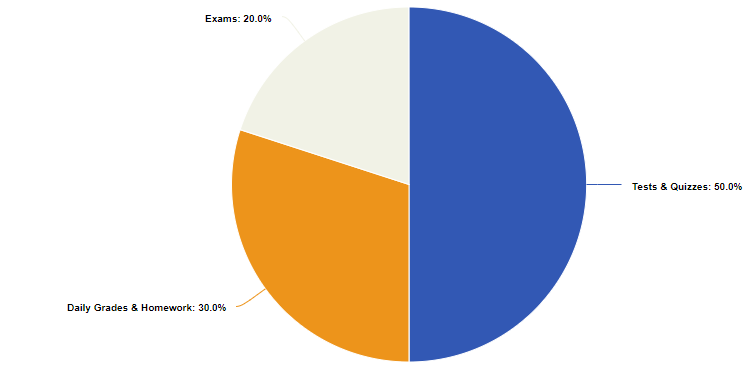 Exams: 20.0%
Tests & Quizzes: 50.0%
Daily Grades & Homework: 30.0%